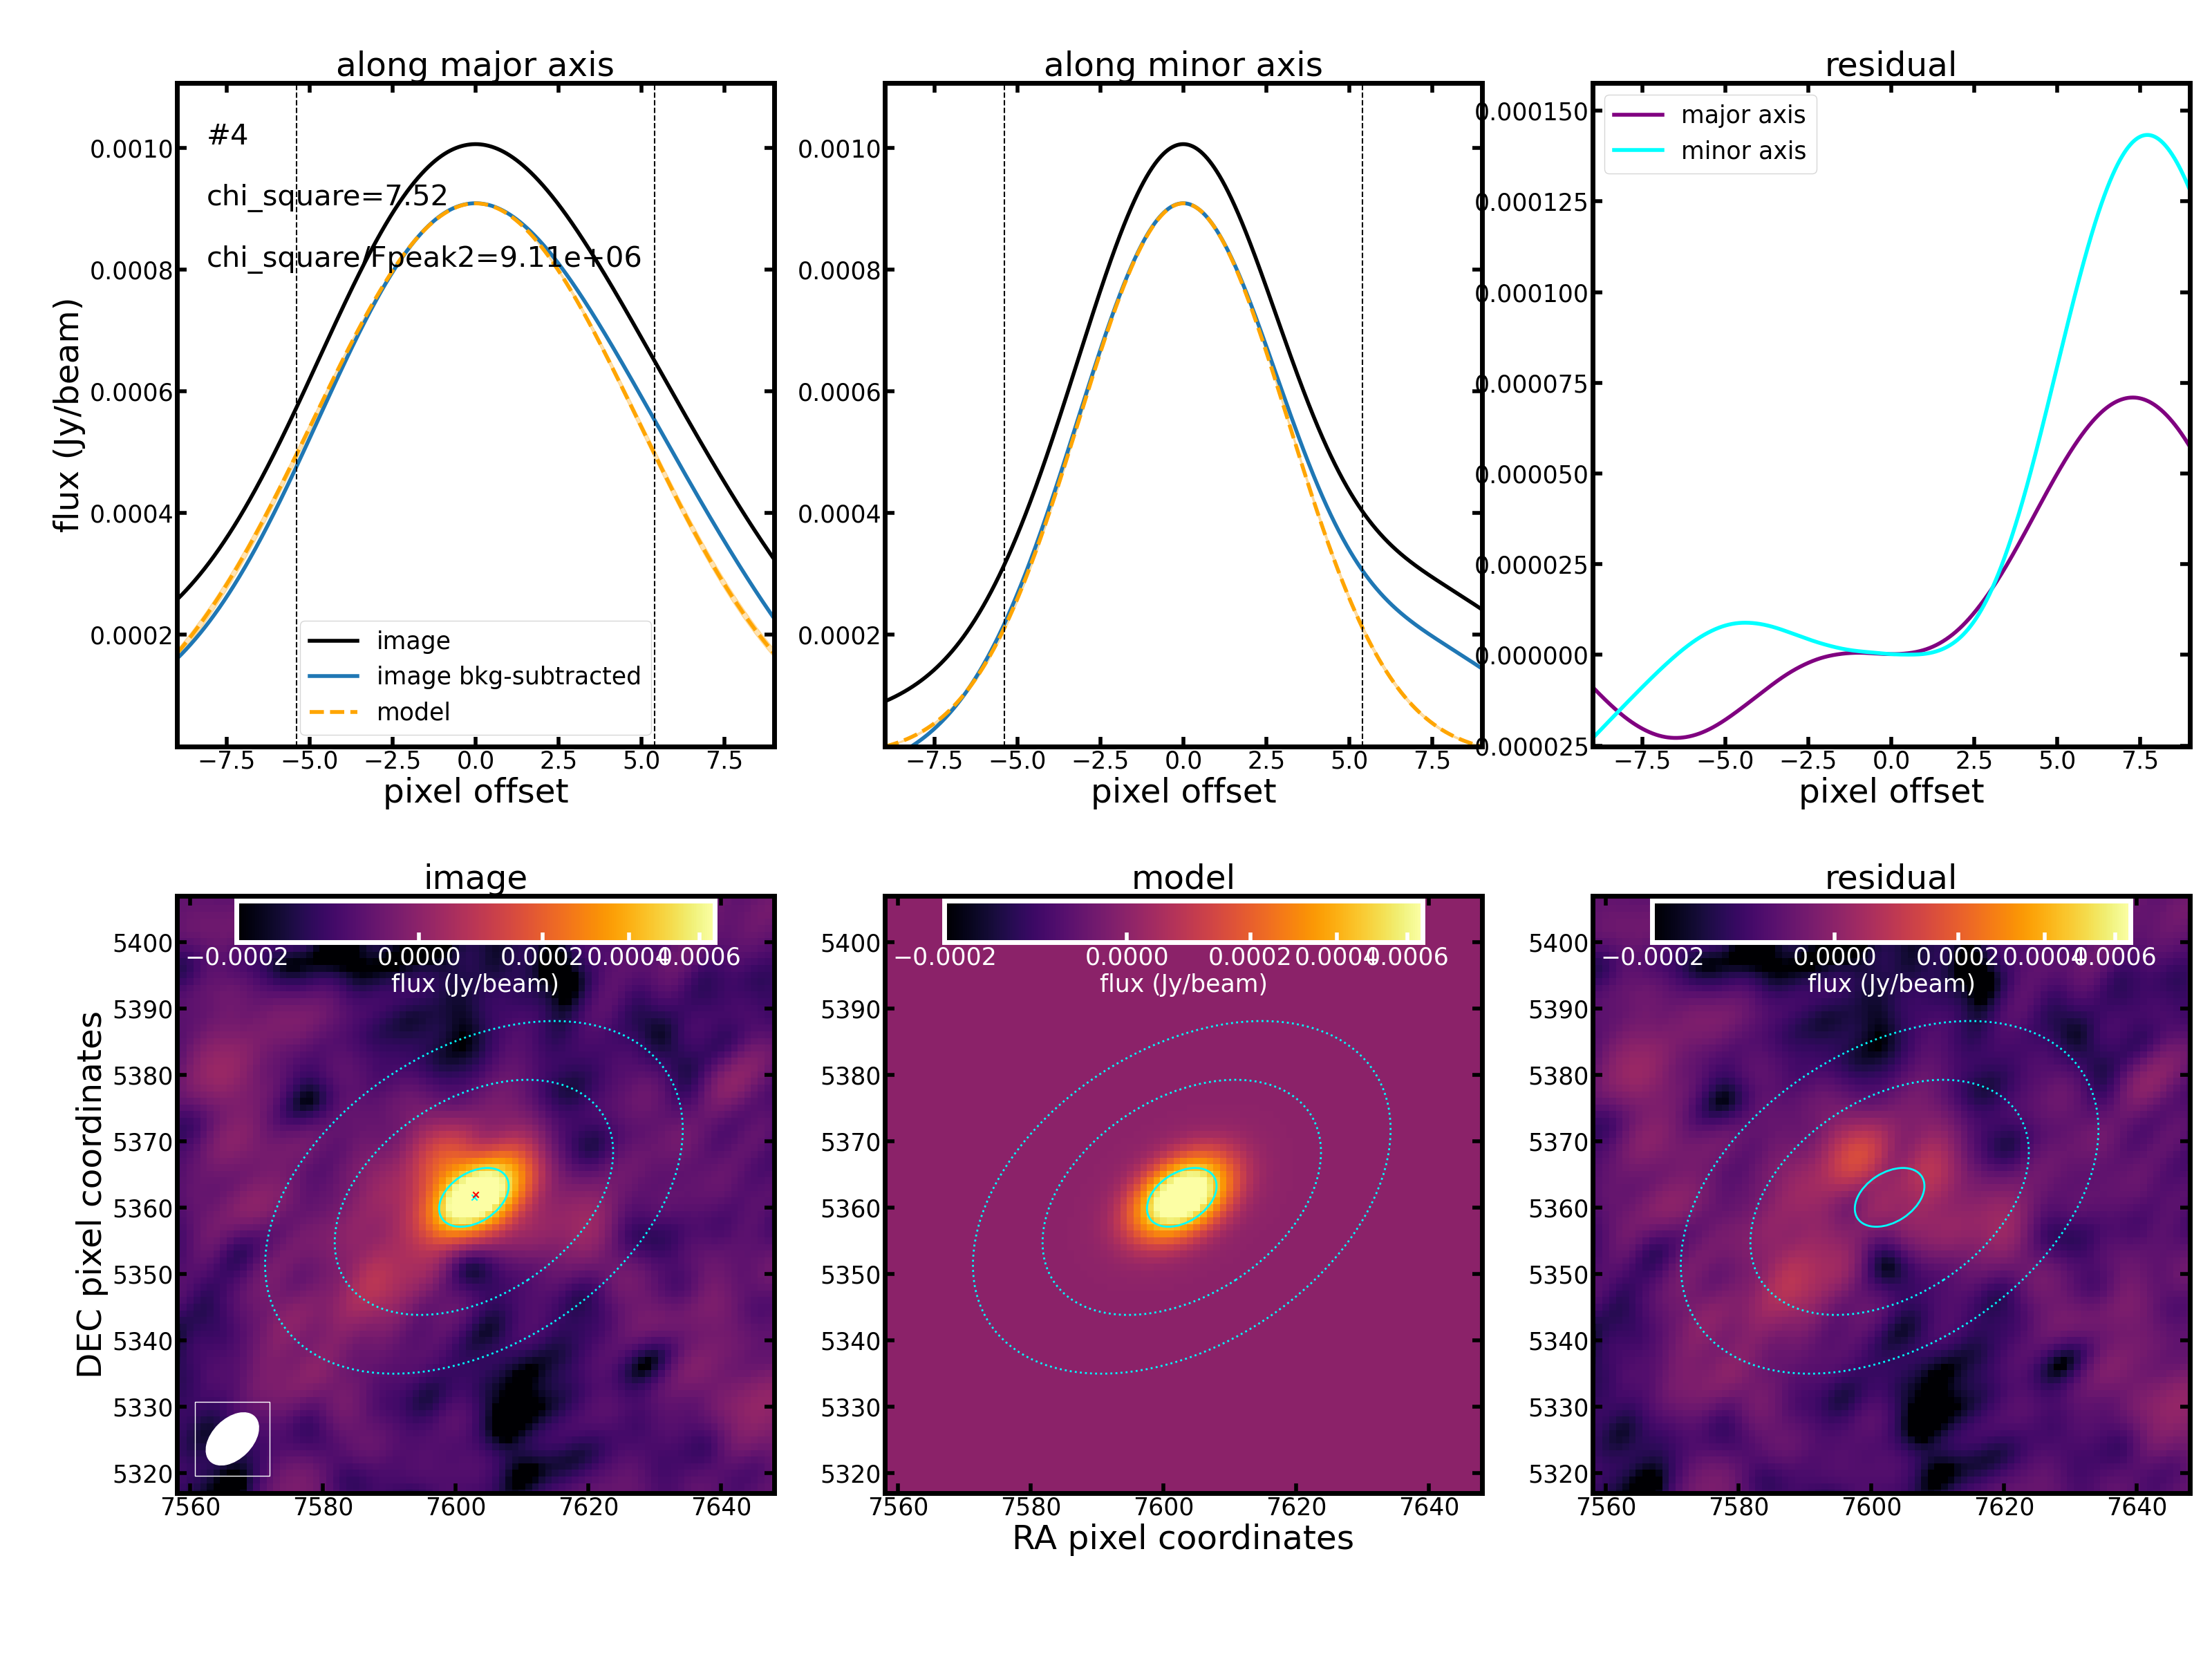 along major axis
along minor axis
residual
#4
chi_square=7.52
chi_square/Fpeak2=9.11e+06
flux (Jy/beam)
0.0010
0.0008
0.0006
0.0004
0.0002
image
image bkg-subtracted
model
−7.5 −5.0 −2.5 0.0 2.5 5.0 7.5
pixel offset
0.0010
0.0008
0.0006
0.0004
0.0002
−7.5 −5.0 −2.5 0.0 2.5 5.0 7.5
pixel offset
major axis
minor axis
0.000150
0.000125
0.000100
0.000075
0.000050
0.000025
0.000000
0.000025
−7.5 −5.0 −2.5 0.0 2.5 5.0 7.5
pixel offset
image
model
residual
−0.0002 0.0000 0.0002 0.0004 0.0006
flux (Jy/beam)
DEC pixel coordinates
5400
5390
5380
5370
5360
5350
5340
5330
5320
7560 7580 7600 7620 7640
−0.0002 0.0000 0.0002 0.0004 0.0006
flux (Jy/beam)
5400
5390
5380
5370
5360
5350
5340
5330
5320
7560 7580 7600 7620 7640
RA pixel coordinates
−0.0002 0.0000 0.0002 0.0004 0.0006
flux (Jy/beam)
5400
5390
5380
5370
5360
5350
5340
5330
5320
7560 7580 7600 7620 7640